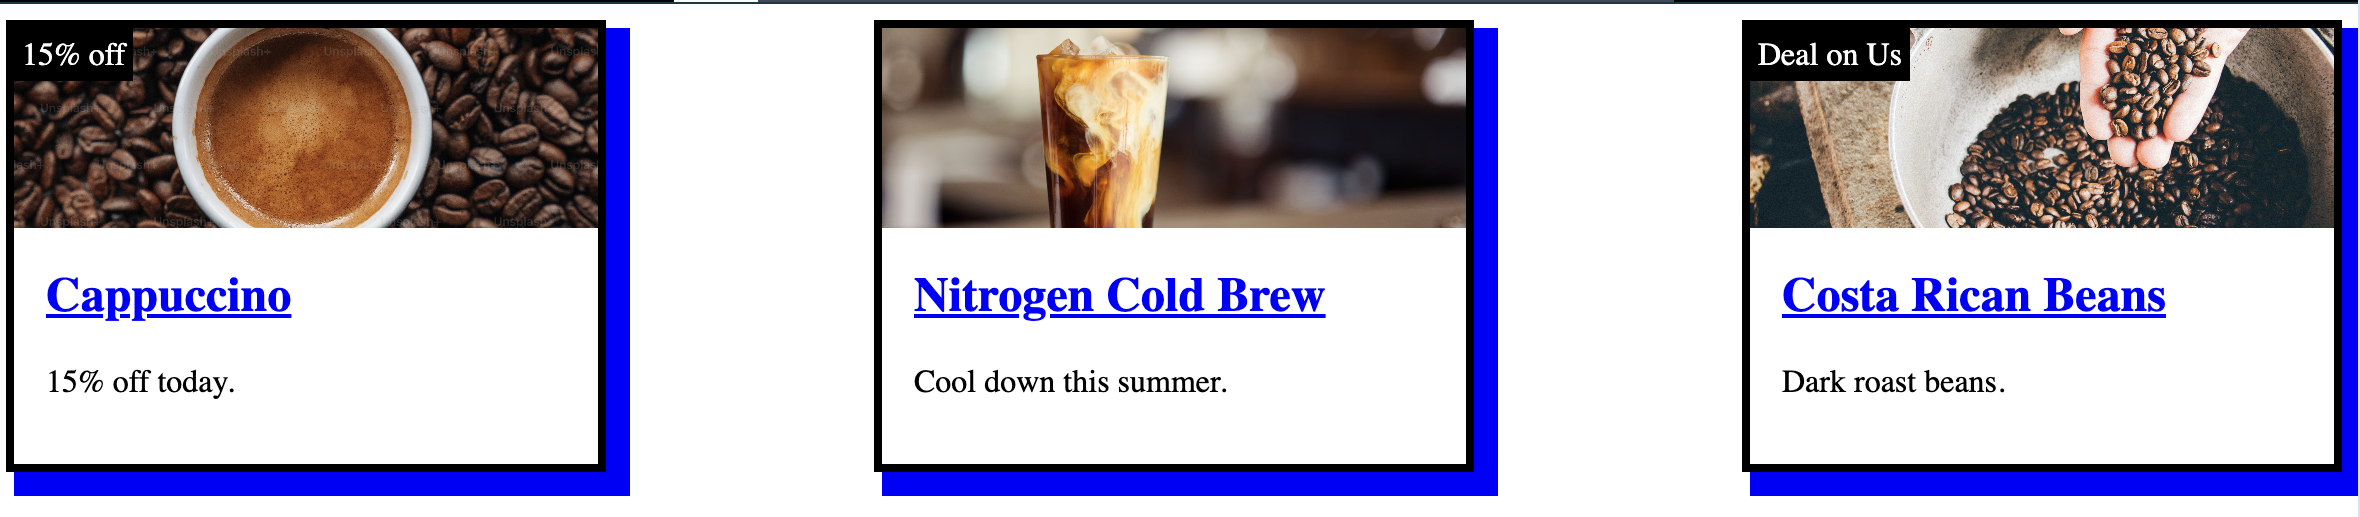 15% off
Deal on Us
Cappuccino
Nitrogen Cold Brew
Costa Rican Beans
15% off today.
Cool down this summer.
Dark roast beans.
Unsplash+